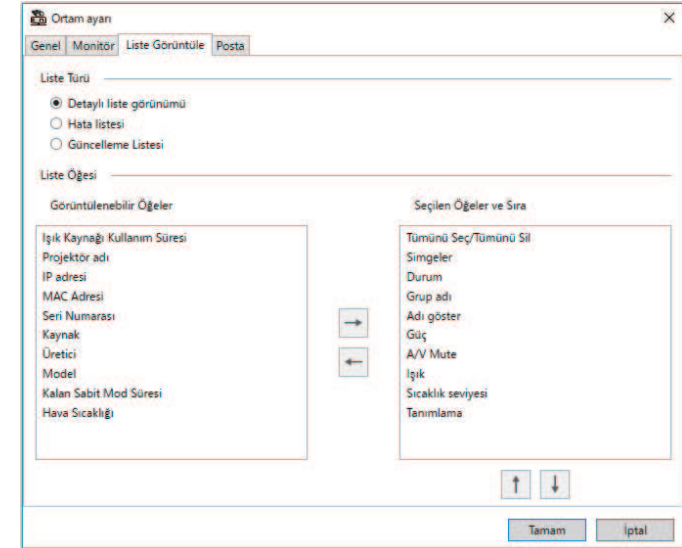 Ortam ayarı
Genel Monitör Liste Görüntüle Posta
Liste Türü
Detaylı liste görünümü
Hata listesi
Güncelleme Listesi
Liste Öğesi
Görüntülenebilir Öğeler
Işık Kaynağı Kullanım Süresi
Projektör adı
IP adresi
MAC Adresi
Seri Numarası
Kaynak
Üretici
Model
Kalan Sabit Mod Süresi
Hava Sıcaklığı
Seçilen Öğeler ve Sıra
Tümünü Seç/Tümünü Sil
Simgeler
Durum
Grup adı
Adı göster
Güç
A/V Mute
Işık
Sıcaklık seviyesi
Tanımlama
Tamam İptal